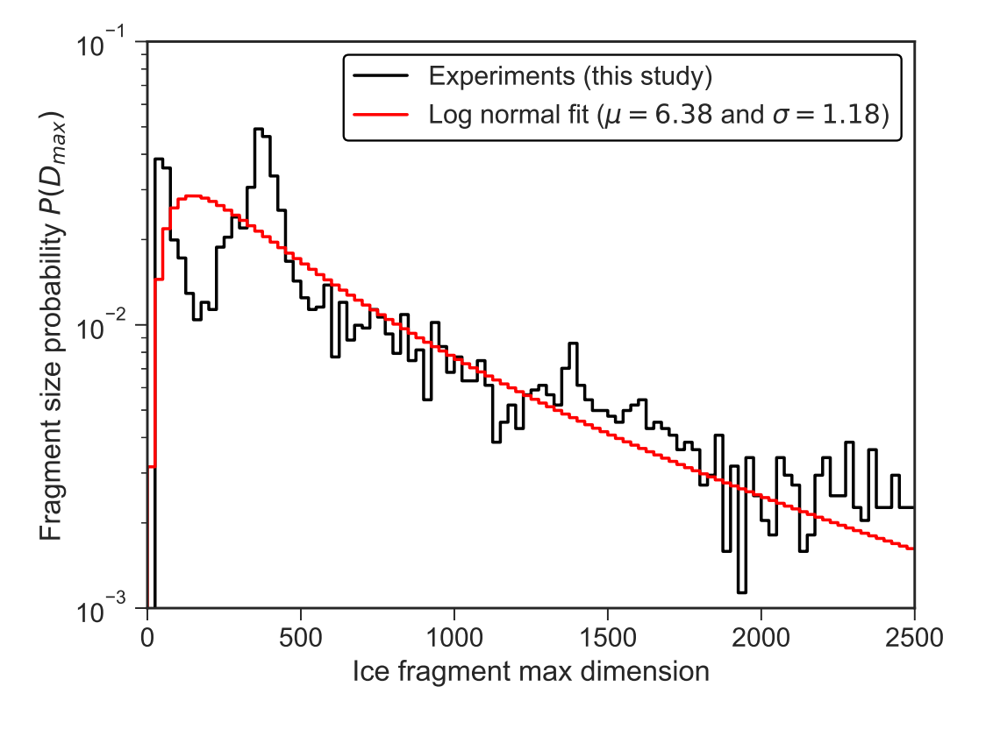 10⁻¹
Experiments (this study)
Log normal fit (μ = 6.38 and σ = 1.18)
Fragment size probability P(D_max)
10⁻²
10⁻³
0 500 1000 1500 2000 2500
Ice fragment max dimension